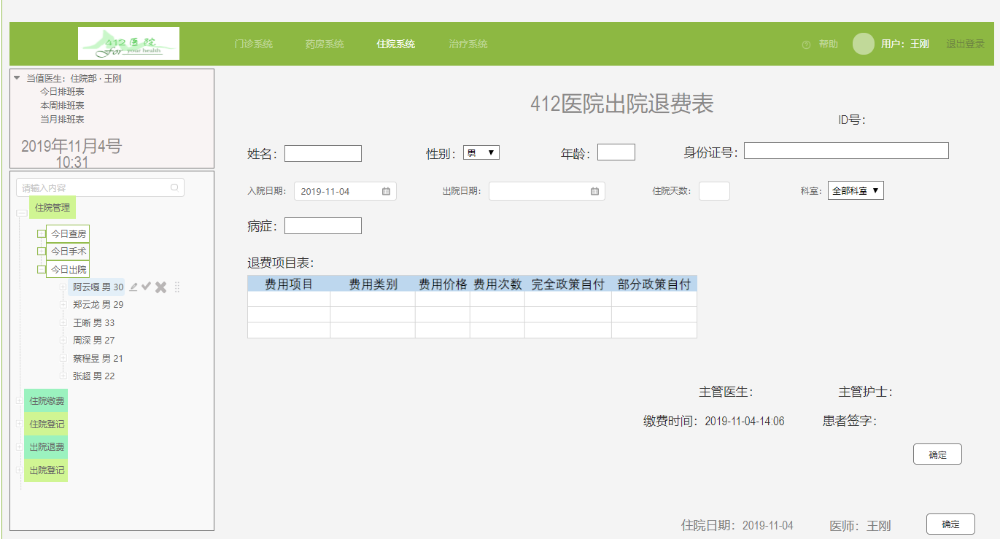 412医院
For your health
门诊系统 药房系统 住院系统 治疗系统
帮助 用户：王刚 退出登录
当值医生：住院部 · 王刚
今日排班表
本周排班表
当月排班表
2019年11月4号
10:31
请输入内容
住院管理
今日查房
今日手术
今日出院
阿云嘎 男 30
郑云龙 男 29
王晰 男 33
周深 男 27
蔡程昱 男 21
张超 男 22
住院缴费
住院登记
出院退费
出院登记
412医院出院退费表
ID号：
姓名： 性别： 男 年龄： 身份证号：
入院日期： 2019-11-04 出院日期： 住院天数： 科室： 全部科室
病症：
退费项目表：
费用项目 费用类别 费用价格 费用次数 完全政策自付 部分政策自付
主管医生： 主管护士：
缴费时间：2019-11-04-14:06 患者签字：
确定
住院日期：2019-11-04 医师：王刚 确定